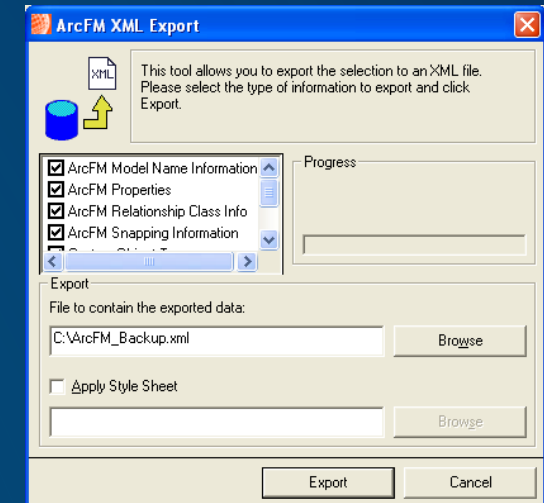 ArcFM XML Export
XML
This tool allows you to export the selection to an XML file.
Please select the type of information to export and click
Export.
ArcFM Model Name Information
ArcFM Properties
ArcFM Relationship Class Info
ArcFM Snapping Information
Progress
Export
File to contain the exported data:
C:\ArcFM_Backup.xml
Browse
Apply Style Sheet
Browse
Export
Cancel